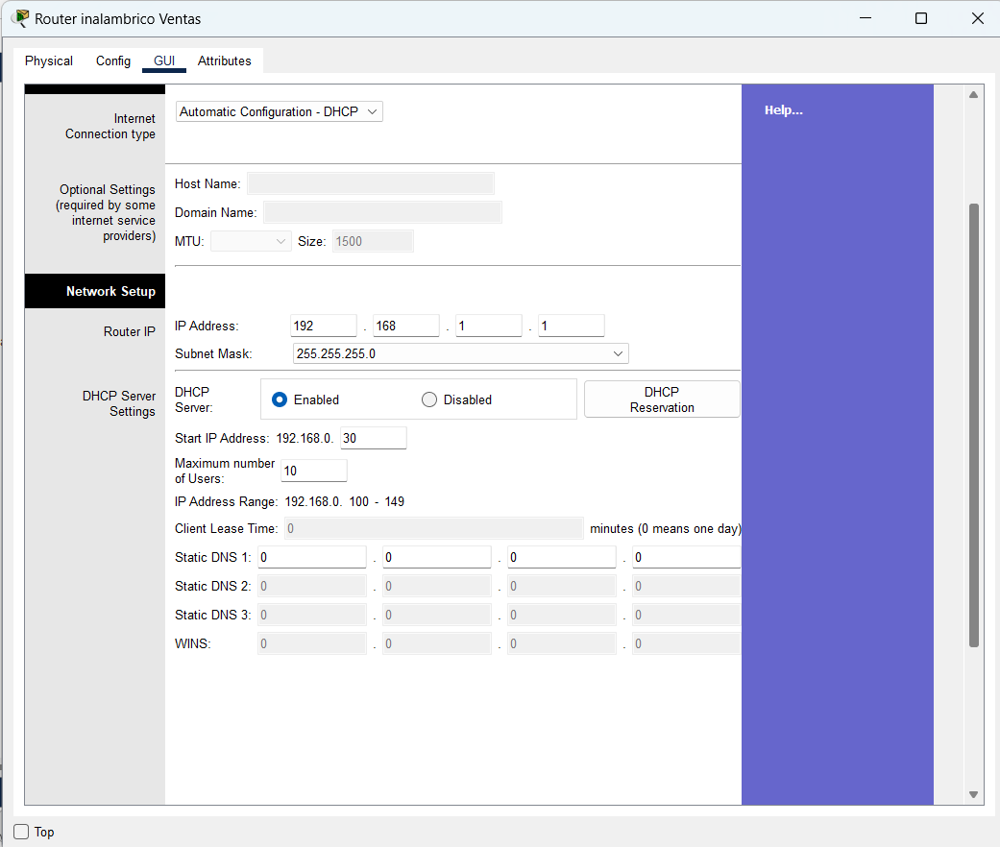 Router inalambrico Ventas
Physical Config GUI Attributes
Internet
Connection type
Automatic Configuration - DHCP
Help...
Optional Settings
(required by some
internet service
providers)
Host Name:
Domain Name:
MTU: Size: 1500
Network Setup
Router IP
IP Address: 192 . 168 . 1 . 1
Subnet Mask: 255.255.255.0
DHCP Server
Settings
DHCP
Server:
Enabled Disabled
DHCP
Reservation
Start IP Address: 192.168.0. 30
Maximum number
of Users: 10
IP Address Range: 192.168.0. 100 - 149
Client Lease Time: 0 minutes (0 means one day)
Static DNS 1: 0 . 0 . 0 . 0
Static DNS 2: 0 . 0 . 0 . 0
Static DNS 3: 0 . 0 . 0 . 0
WINS: 0 . 0 . 0 . 0
Top